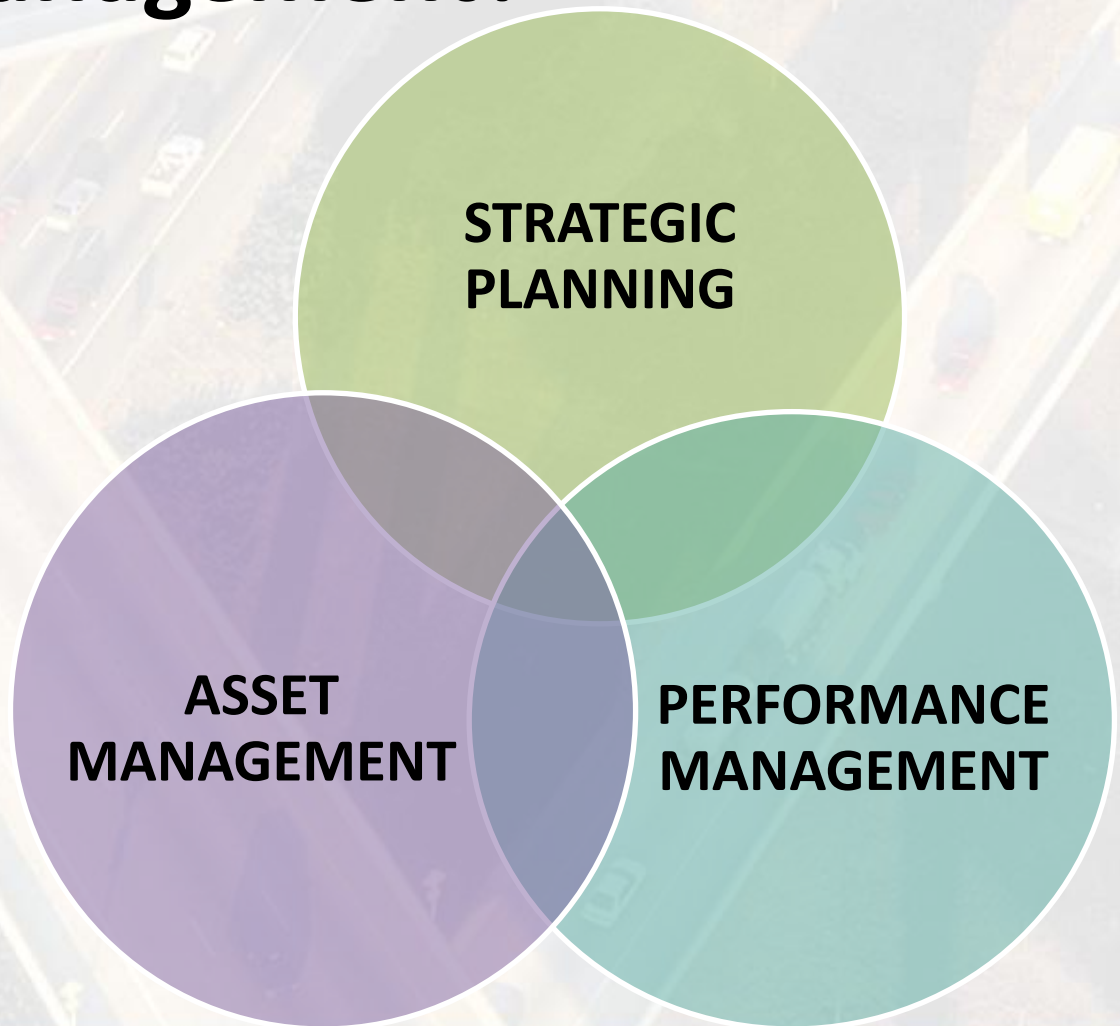 STRATEGIC
PLANNING
ASSET
MANAGEMENT
PERFORMANCE
MANAGEMENT